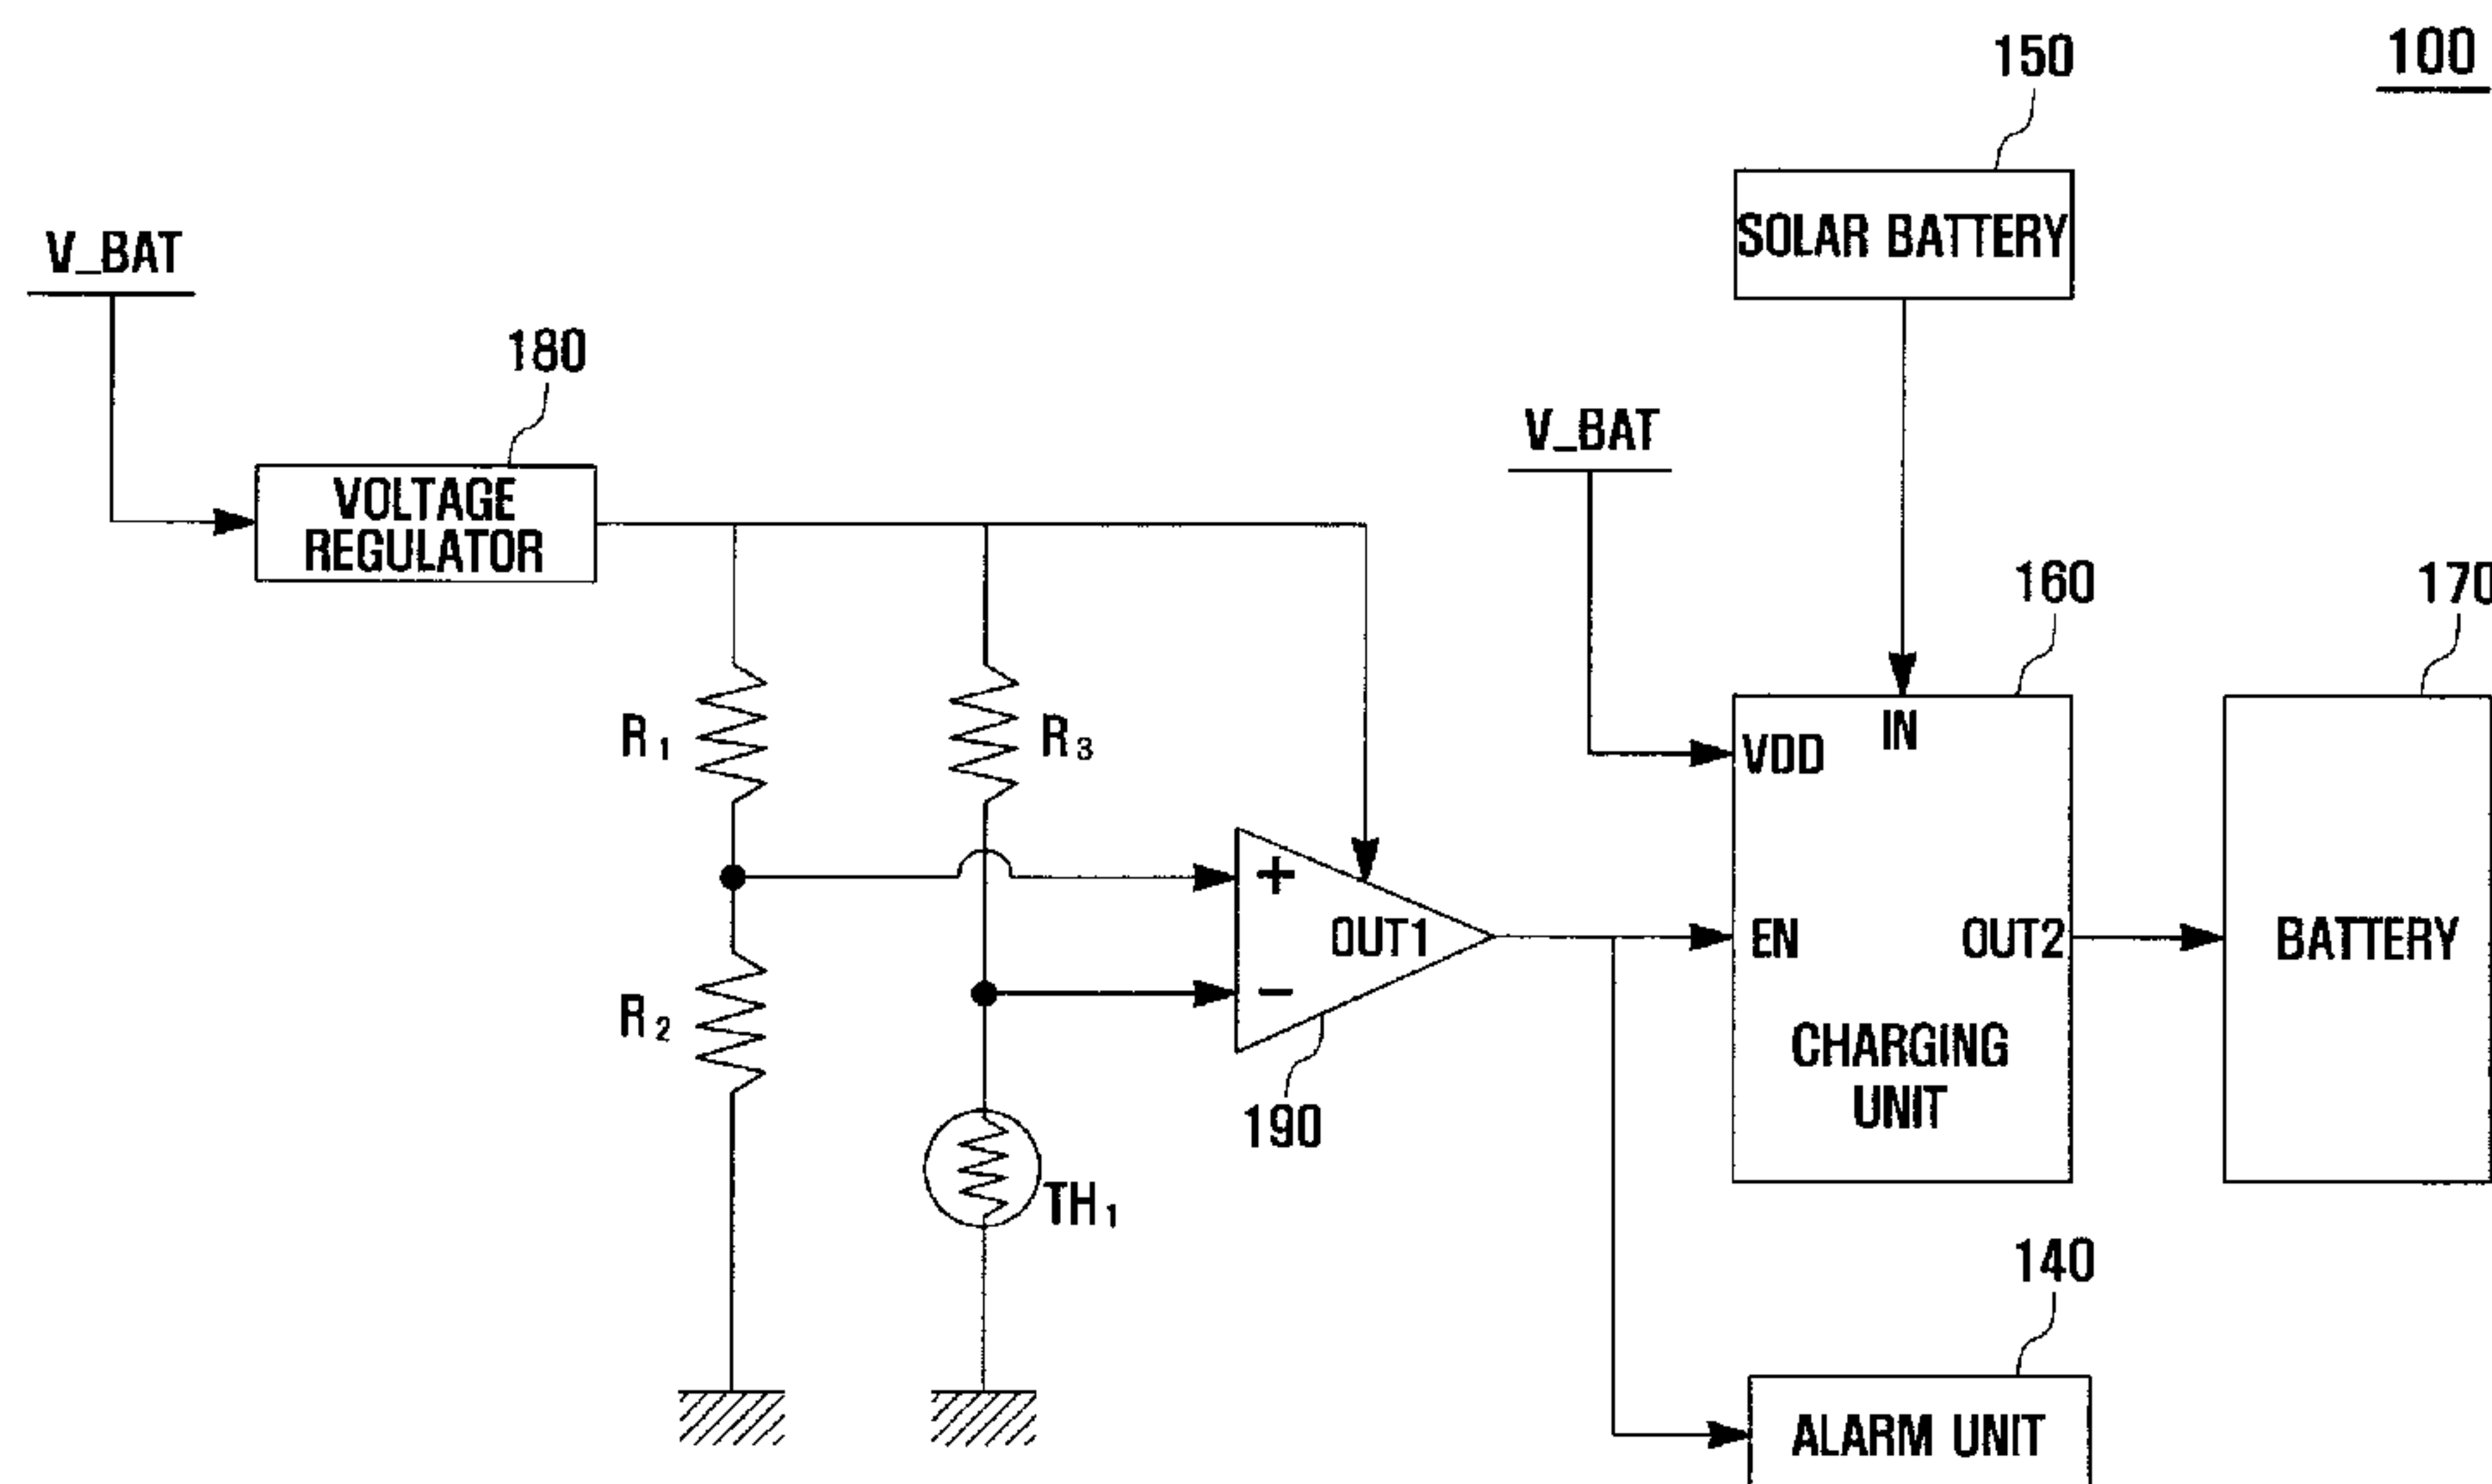 100
150
SOLAR BATTERY
V_BAT
180
VOLTAGE
REGULATOR
V_BAT
160
170
R1
R3
IN
VDD
+
OUT1
EN
OUT2
BATTERY
−
R2
CHARGING
UNIT
190
TH1
140
ALARM UNIT